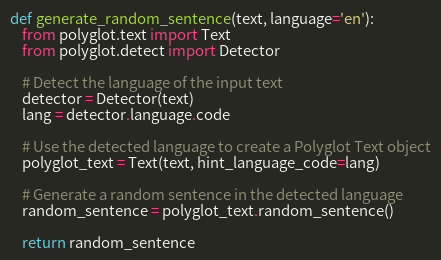 def generate_random_sentence(text, language='en'):
from polyglot.text import Text
from polyglot.detect import Detector
# Detect the language of the input text
detector = Detector(text)
lang = detector.language.code
# Use the detected language to create a Polyglot Text object
polyglot_text = Text(text, hint_language_code=lang)
# Generate a random sentence in the detected language
random_sentence = polyglot_text.random_sentence()
return random_sentence